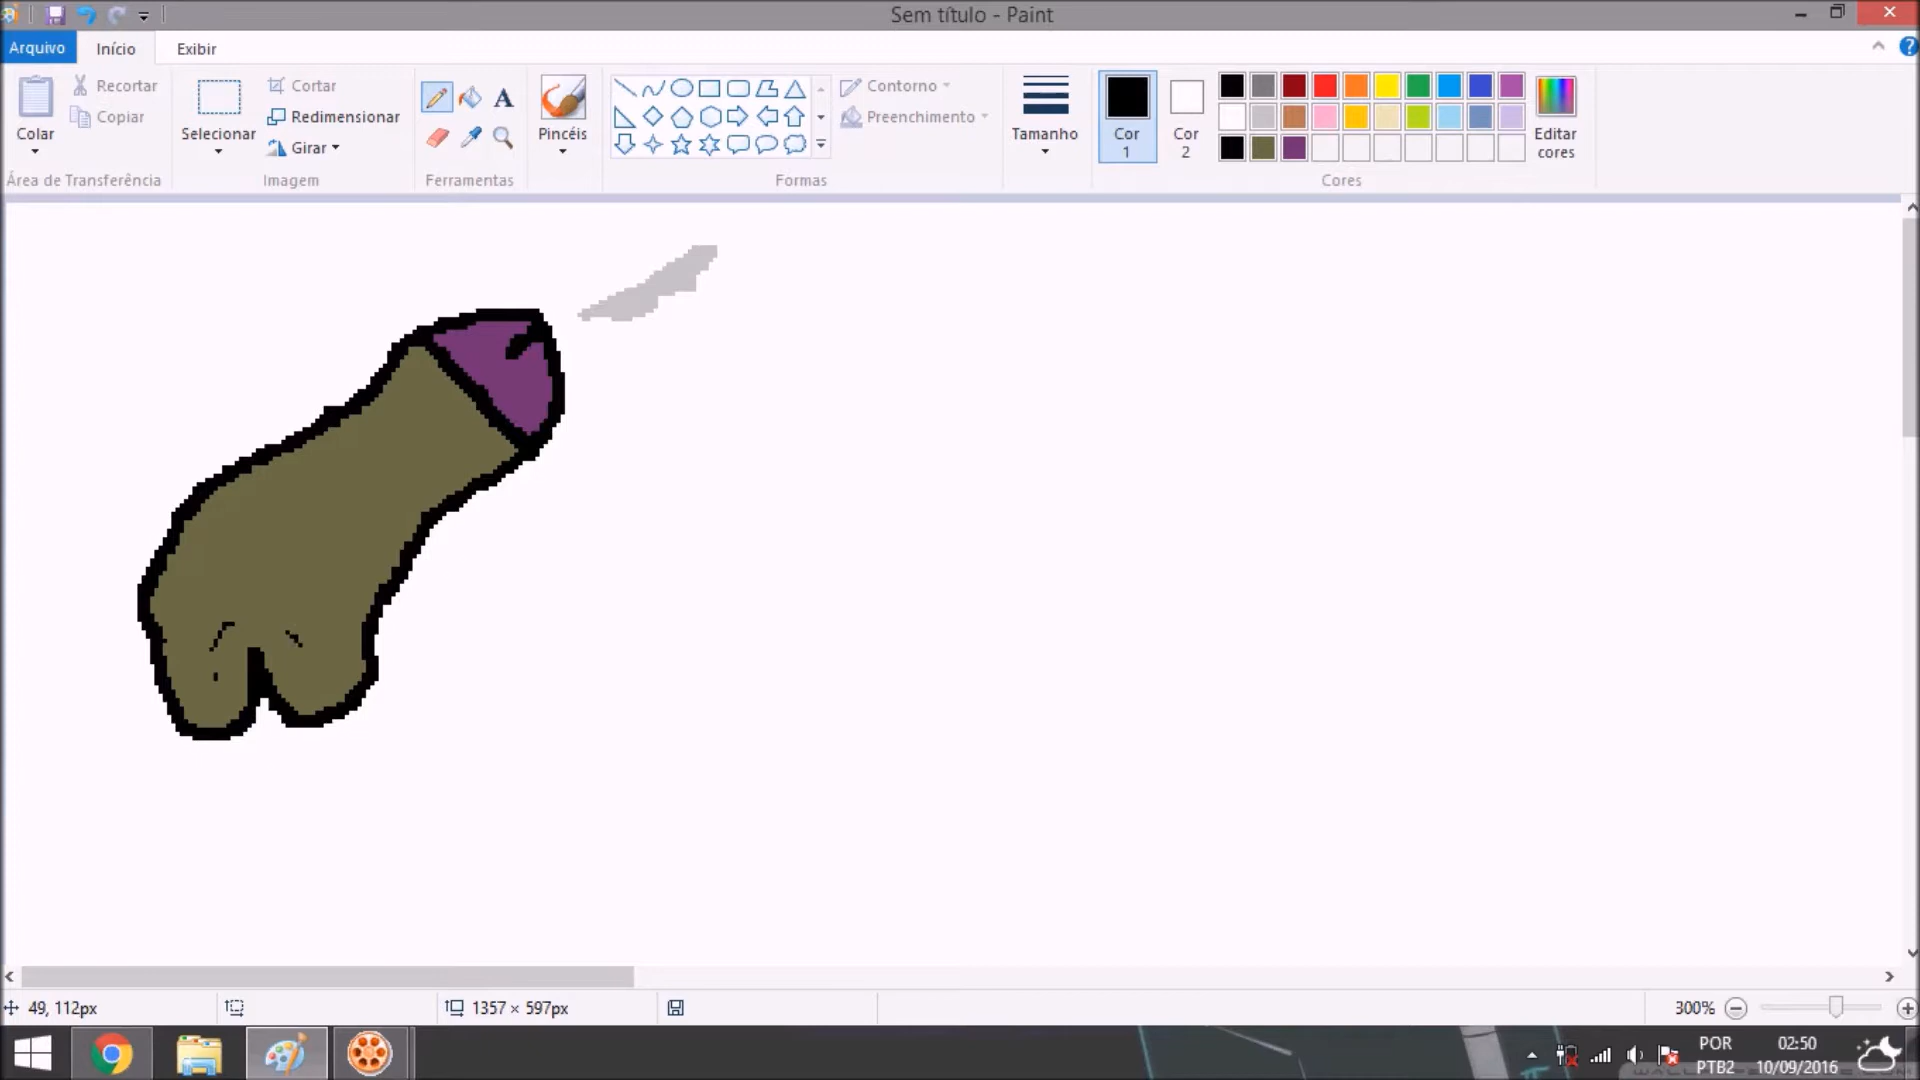 Sem título - Paint
Arquivo
Início
Exibir
Colar
Recortar
Copiar
Área de Transferência
Selecionar
Cortar
Redimensionar
Girar
Imagem
A
Ferramentas
Pincéis
Contorno
Preenchimento
Formas
Tamanho
Cor
1
Cor
2
Editar
cores
Cores
49, 112px
1357 × 597px
300%
POR
PTB2
02:50
10/09/2016